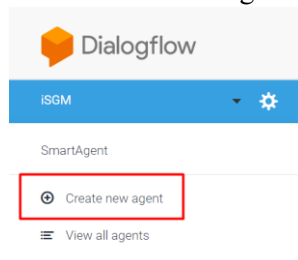 Dialogflow
iSGM
SmartAgent
Create new agent
View all agents